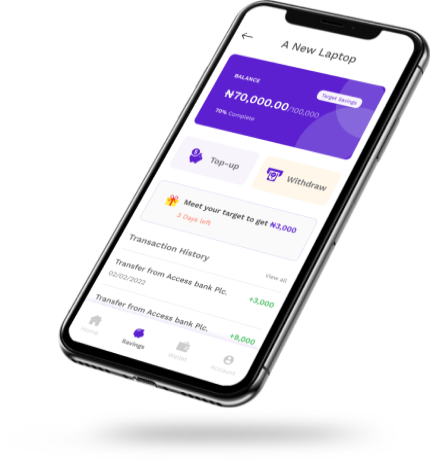 A New Laptop
BALANCE
Target Savings
₦70,000.00/100,000
70% Complete
Top-up
Withdraw
Meet your target to get ₦3,000
3 Days left
Transaction History
View all
Transfer from Access bank Plc.
02/02/2022
+3,000
Transfer from Access bank Plc.
+8,000
Home
Savings
Wallet
Account